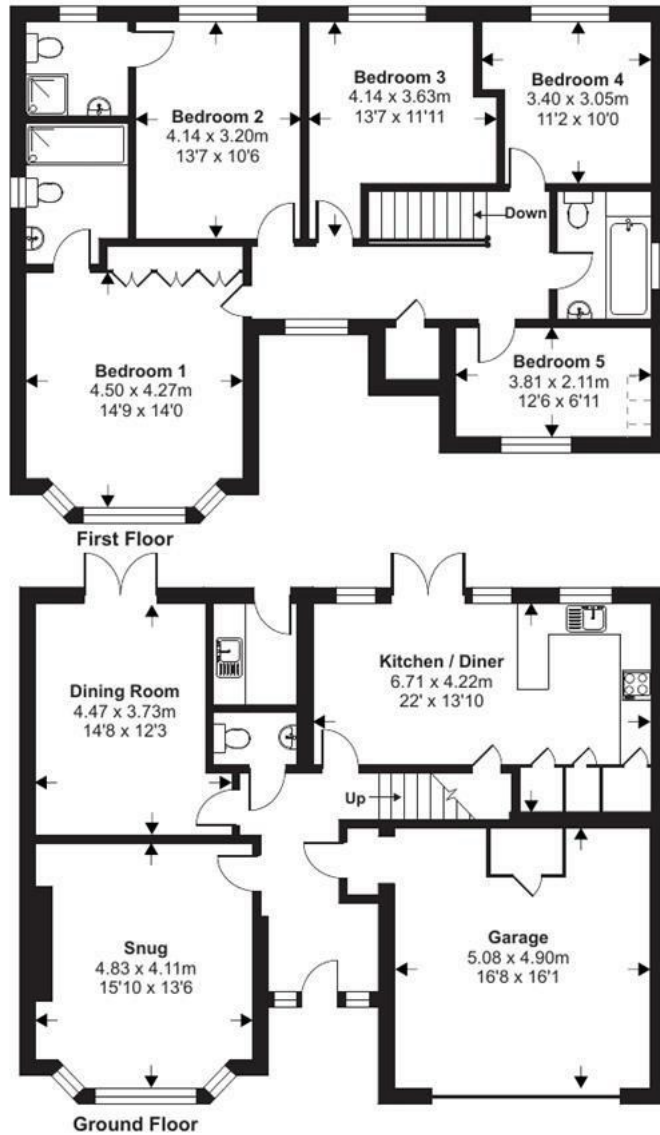 Bedroom 2
4.14 x 3.20m
13'7 x 10'6
Bedroom 3
4.14 x 3.63m
13'7 x 11'11
Bedroom 4
3.40 x 3.05m
11'2 x 10'0
Down
Bedroom 1
4.50 x 4.27m
14'9 x 14'0
Bedroom 5
3.81 x 2.11m
12'6 x 6'11
First Floor
Dining Room
4.47 x 3.73m
14'8 x 12'3
Kitchen / Diner
6.71 x 4.22m
22' x 13'10
Up
Snug
4.83 x 4.11m
15'10 x 13'6
Garage
5.08 x 4.90m
16'8 x 16'1
Ground Floor